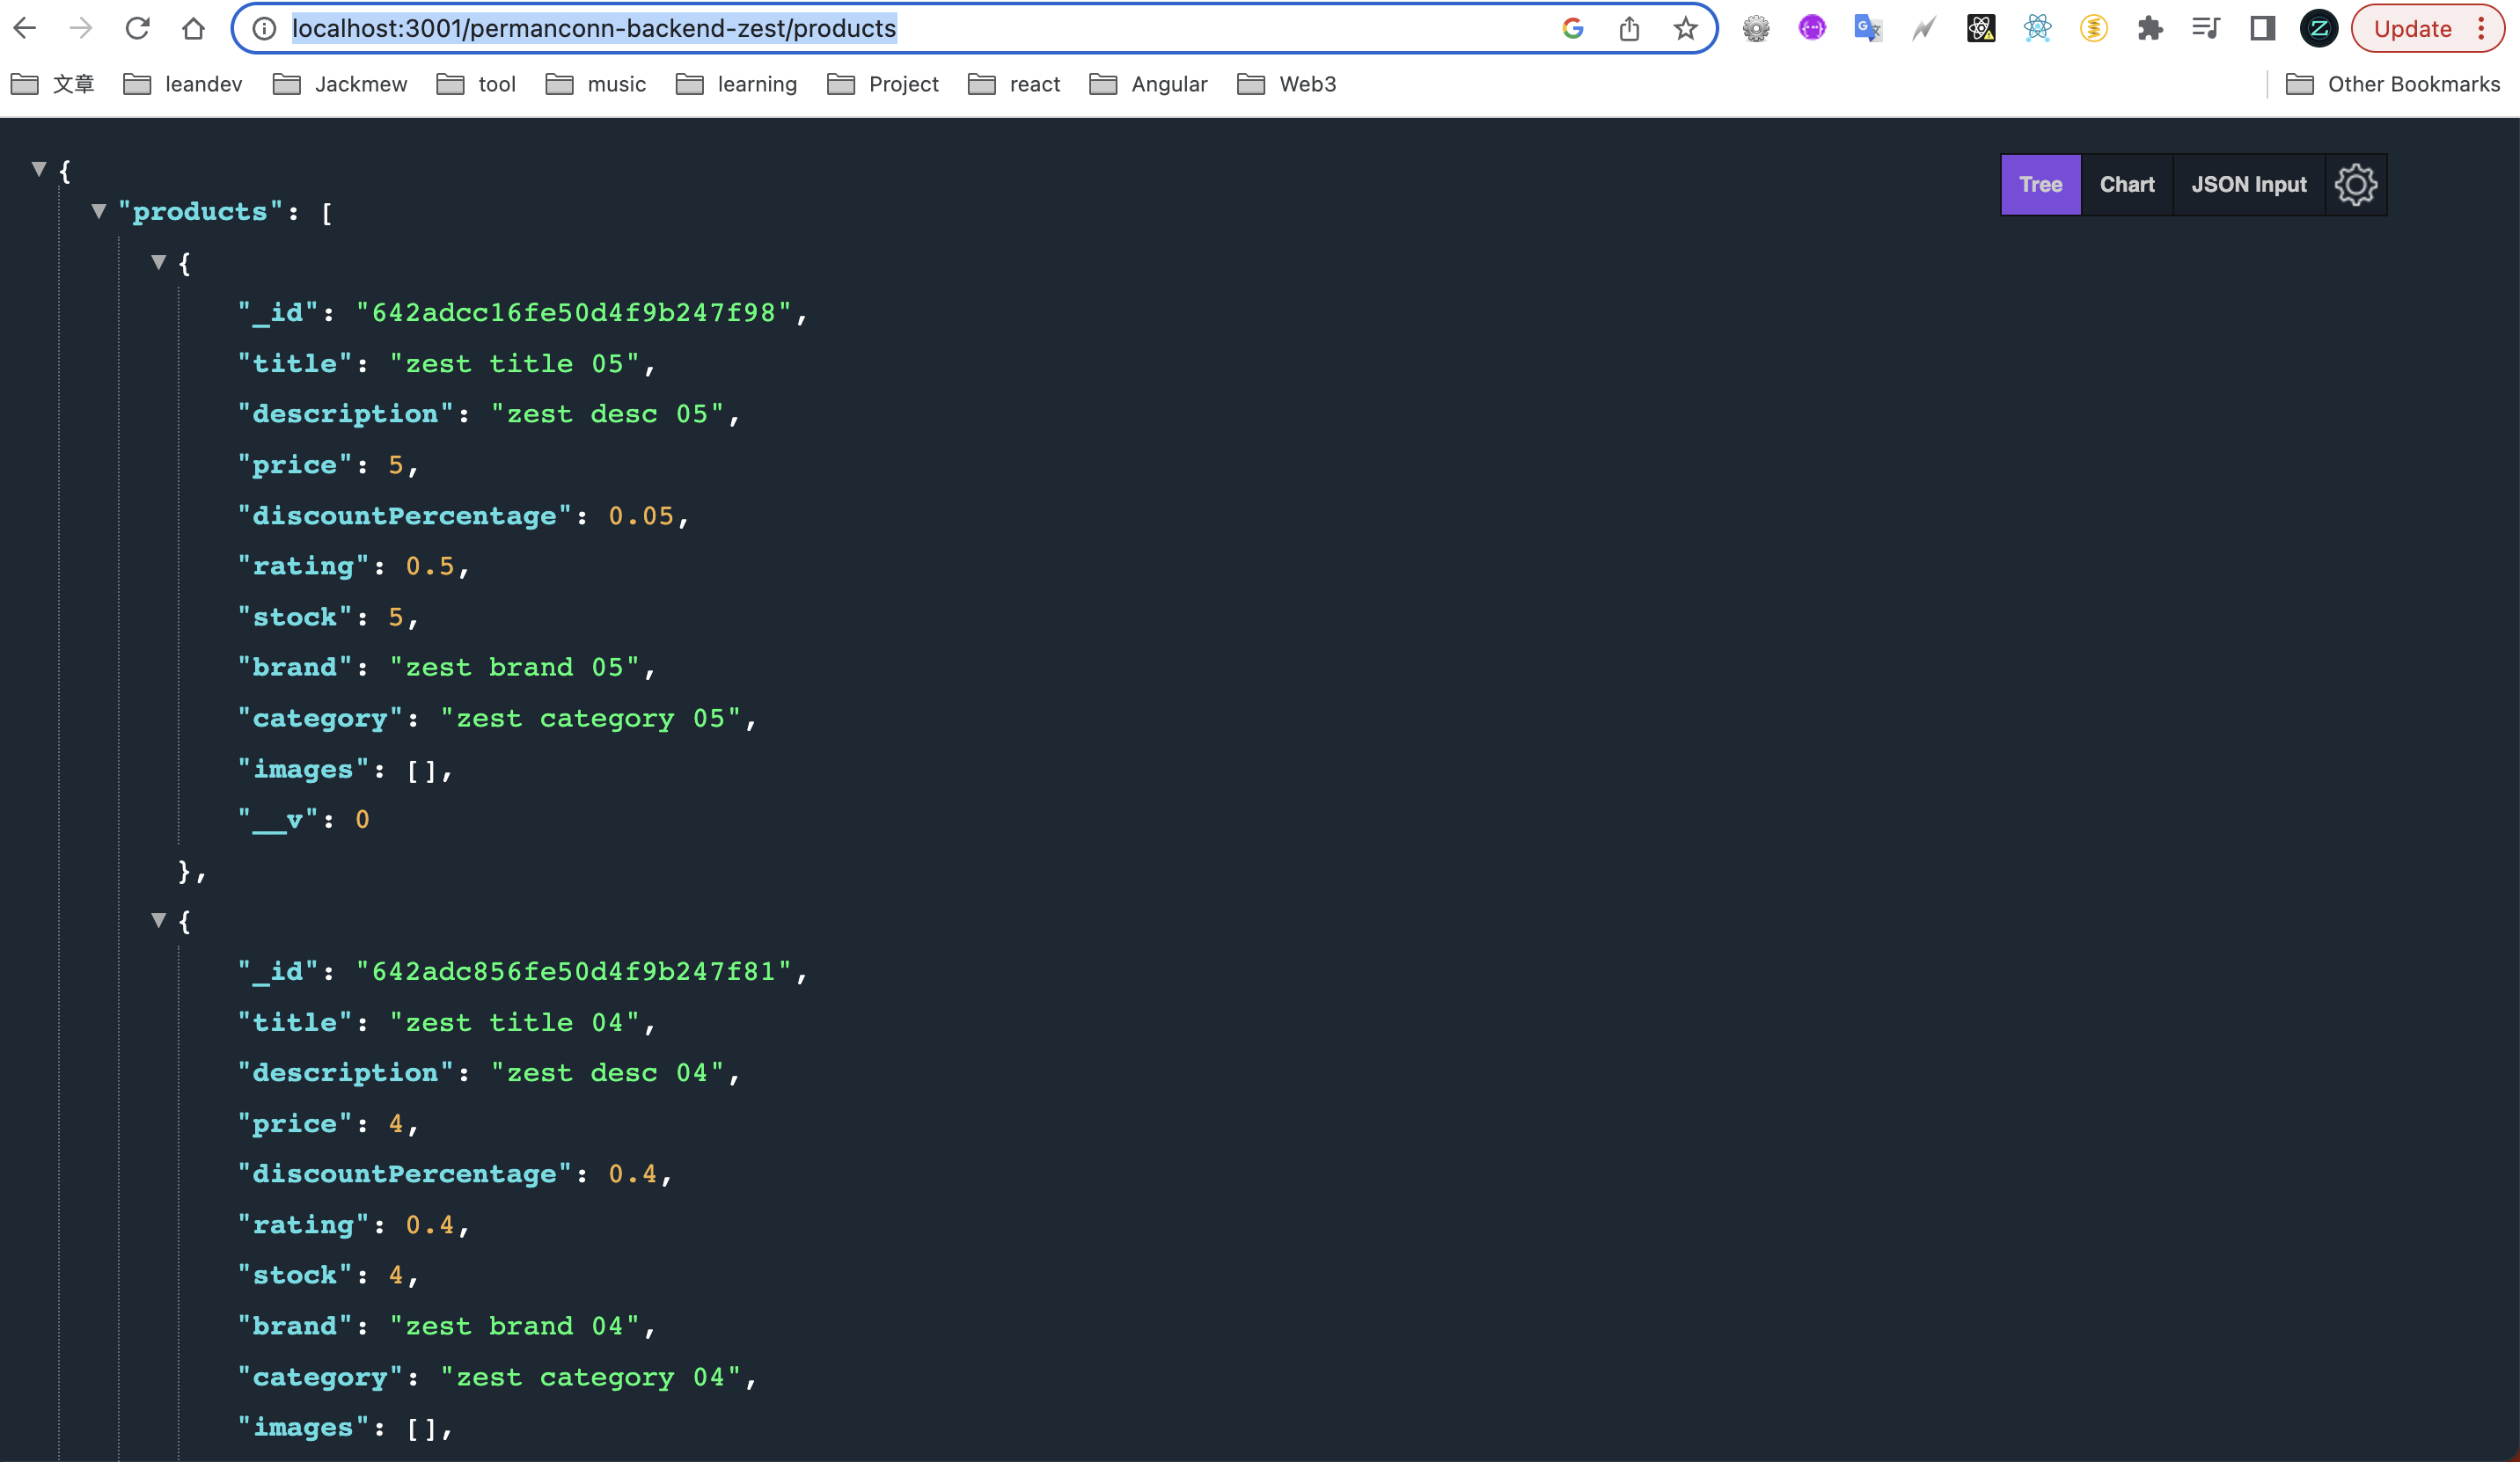 localhost:3001/permanconn-backend-zest/products
Update
文章 leandev Jackmew tool music learning Project react Angular Web3 Other Bookmarks
Tree Chart JSON Input
{
"products": [
{
"_id": "642adcc16fe50d4f9b247f98",
"title": "zest title 05",
"description": "zest desc 05",
"price": 5,
"discountPercentage": 0.05,
"rating": 0.5,
"stock": 5,
"brand": "zest brand 05",
"category": "zest category 05",
"images": [],
"__v": 0
},
{
"_id": "642adc856fe50d4f9b247f81",
"title": "zest title 04",
"description": "zest desc 04",
"price": 4,
"discountPercentage": 0.4,
"rating": 0.4,
"stock": 4,
"brand": "zest brand 04",
"category": "zest category 04",
"images": [],